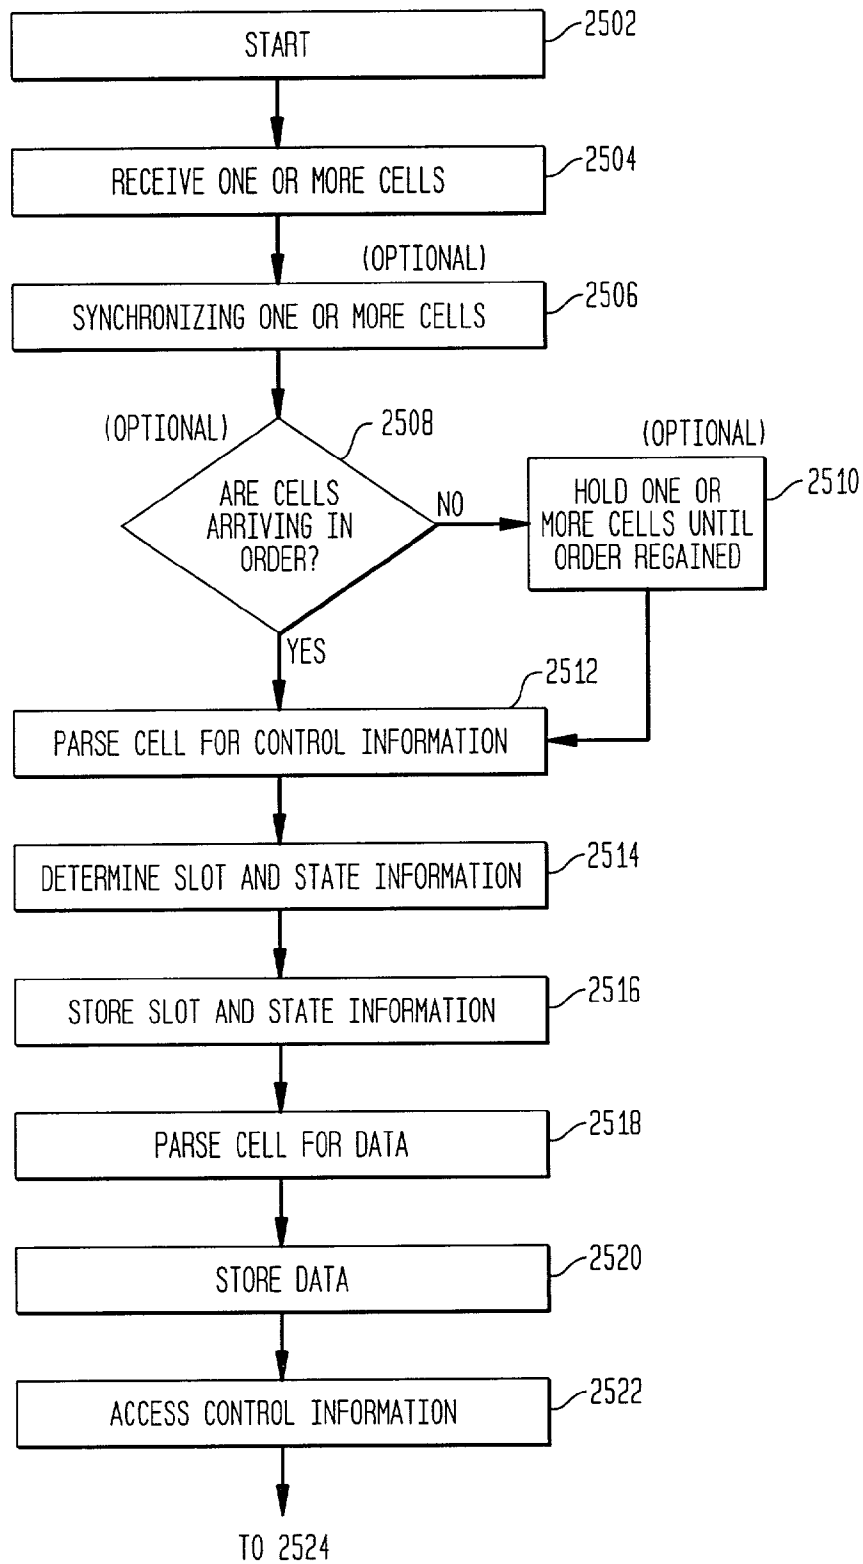 START
2502
RECEIVE ONE OR MORE CELLS
2504
(OPTIONAL)
SYNCHRONIZING ONE OR MORE CELLS
2506
(OPTIONAL)
2508
ARE CELLS
ARRIVING IN
ORDER?
NO
YES
(OPTIONAL)
HOLD ONE OR
MORE CELLS UNTIL
ORDER REGAINED
2510
PARSE CELL FOR CONTROL INFORMATION
2512
DETERMINE SLOT AND STATE INFORMATION
2514
STORE SLOT AND STATE INFORMATION
2516
PARSE CELL FOR DATA
2518
STORE DATA
2520
ACCESS CONTROL INFORMATION
2522
TO 2524